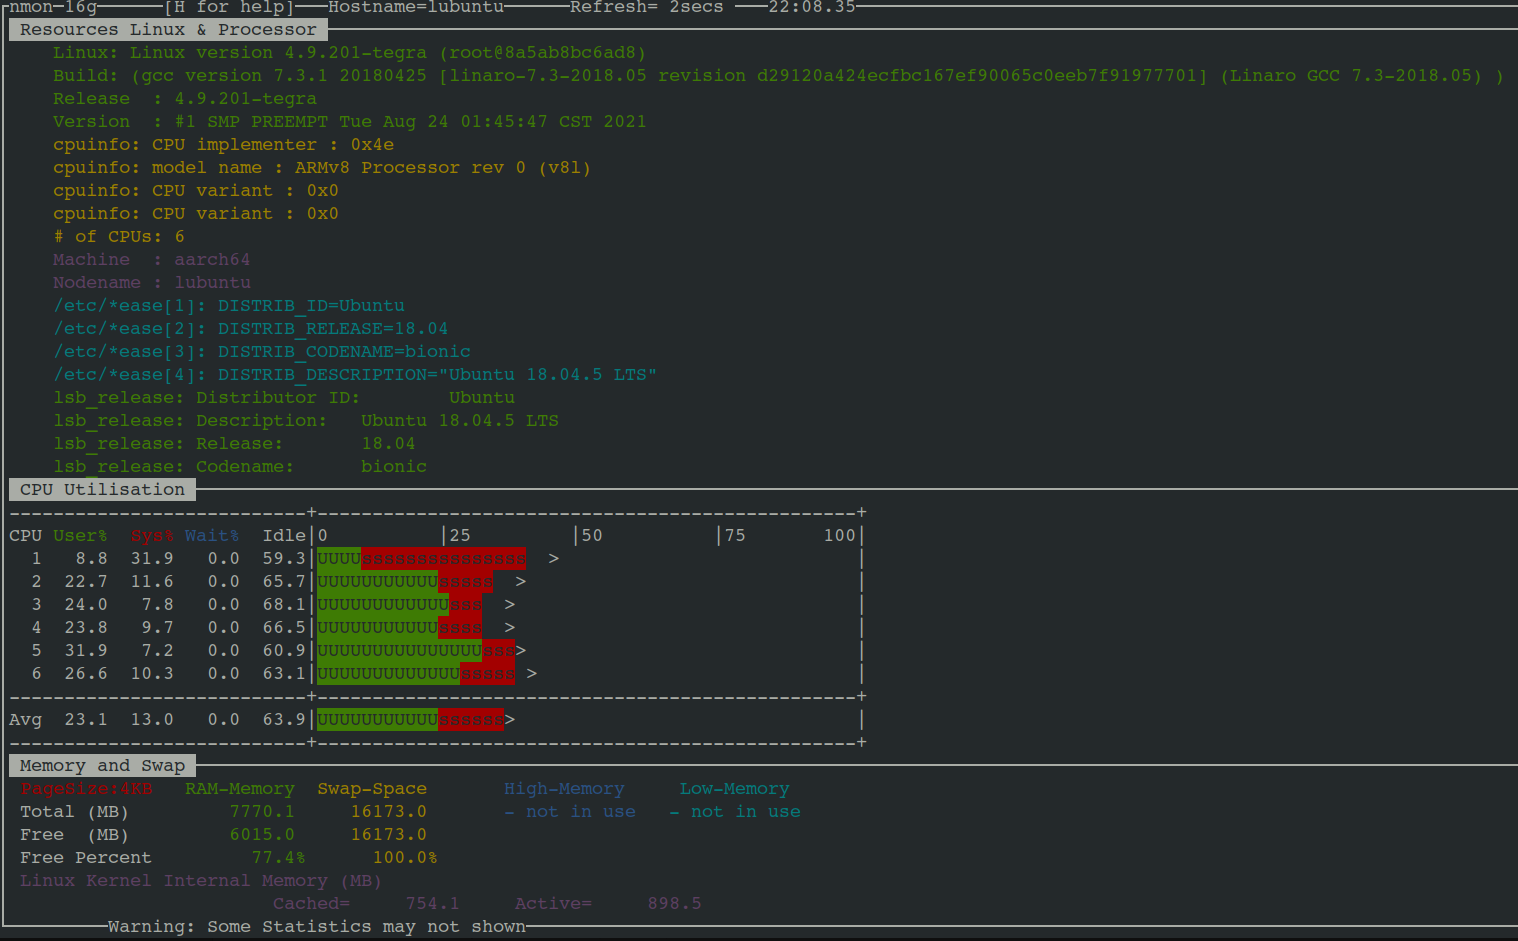 nmon-16g [H for help] Hostname=lubuntu Refresh= 2secs 22:08.35
Resources Linux & Processor
Linux: Linux version 4.9.201-tegra (root@8a5ab8bc6ad8)
Build: (gcc version 7.3.1 20180425 [linaro-7.3-2018.05 revision d29120a424ecfbc167ef90065c0eeb7f91977701] (Linaro GCC 7.3-2018.05) )
Release  : 4.9.201-tegra
Version  : #1 SMP PREEMPT Tue Aug 24 01:45:47 CST 2021
cpuinfo: CPU implementer : 0x4e
cpuinfo: model name : ARMv8 Processor rev 0 (v8l)
cpuinfo: CPU variant : 0x0
cpuinfo: CPU variant : 0x0
# of CPUs: 6
Machine  : aarch64
Nodename : lubuntu
/etc/*ease[1]: DISTRIB_ID=Ubuntu
/etc/*ease[2]: DISTRIB_RELEASE=18.04
/etc/*ease[3]: DISTRIB_CODENAME=bionic
/etc/*ease[4]: DISTRIB_DESCRIPTION="Ubuntu 18.04.5 LTS"
lsb_release: Distributor ID:        Ubuntu
lsb_release: Description:   Ubuntu 18.04.5 LTS
lsb_release: Release:       18.04
lsb_release: Codename:      bionic
CPU Utilisation
---------------------------+-------------------------------------------------+
CPU User%  Sys% Wait%  Idle|0          |25         |50          |75       100|
  1   8.8  31.9   0.0  59.3|UUUUsssssssssssssss  >                           |
  2  22.7  11.6   0.0  65.7|UUUUUUUUUUUsssss  >                              |
  3  24.0   7.8   0.0  68.1|UUUUUUUUUUUUsss  >                               |
  4  23.8   9.7   0.0  66.5|UUUUUUUUUUUssss  >                               |
  5  31.9   7.2   0.0  60.9|UUUUUUUUUUUUUUUsss>                              |
  6  26.6  10.3   0.0  63.1|UUUUUUUUUUUUUsssss >                             |
---------------------------+-------------------------------------------------+
Avg  23.1  13.0   0.0  63.9|UUUUUUUUUUUssssss>                               |
---------------------------+-------------------------------------------------+
Memory and Swap
PageSize:4KB   RAM-Memory  Swap-Space       High-Memory     Low-Memory
Total (MB)         7770.1     16173.0       - not in use   - not in use
Free  (MB)         6015.0     16173.0
Free Percent         77.4%      100.0%
Linux Kernel Internal Memory (MB)
Cached=     754.1     Active=     898.5
Warning: Some Statistics may not shown